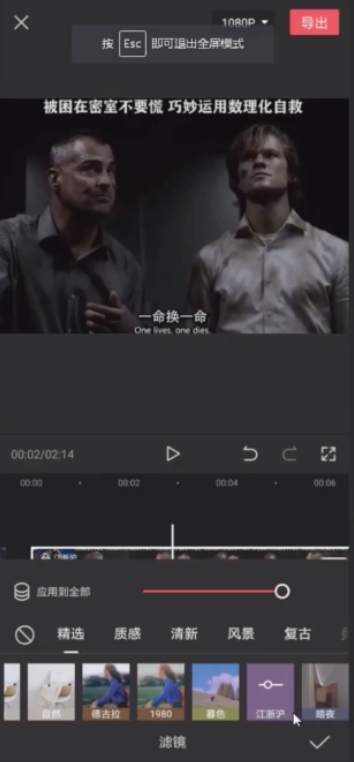 1080P
导出
按 Esc 即可退出全屏模式
被困在密室不要慌 巧妙运用数理化自救
一命换一命
One lives, one dies.
00:02/02:14
00:00 00:02 00:04 00:06
江浙沪
应用到全部
精选 质感 清新 风景 复古
自然 德古拉 1980 暮色 江浙沪 暗夜
滤镜